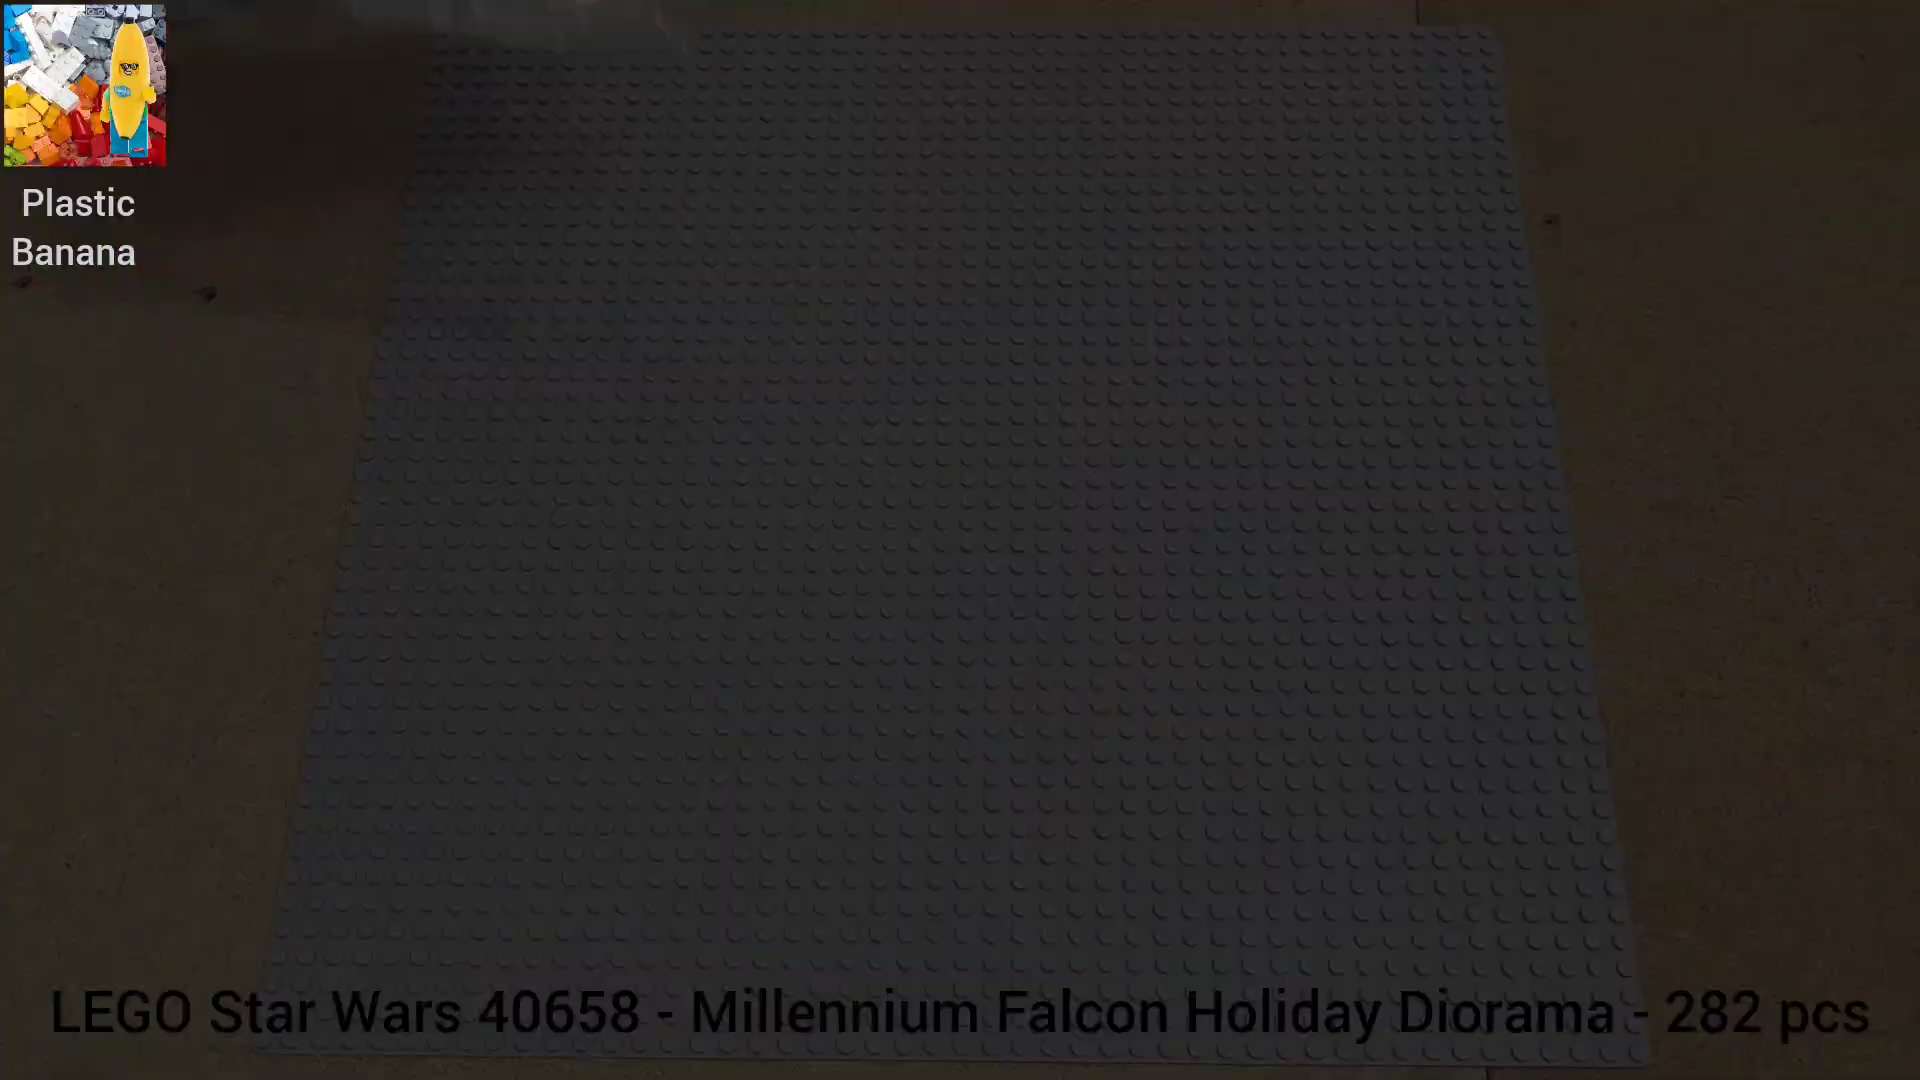 Plastic
Banana
LEGO Star Wars 40658 - Millennium Falcon Holiday Diorama - 282 pcs